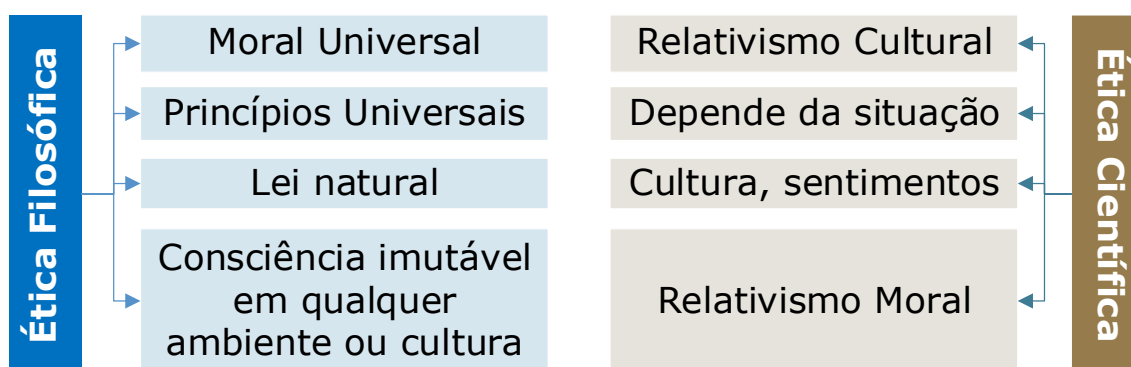 Ética Filosófica
Moral Universal
Princípios Universais
Lei natural
Consciência imutável
em qualquer
ambiente ou cultura
Relativismo Cultural
Depende da situação
Cultura, sentimentos
Relativismo Moral
Ética Científica